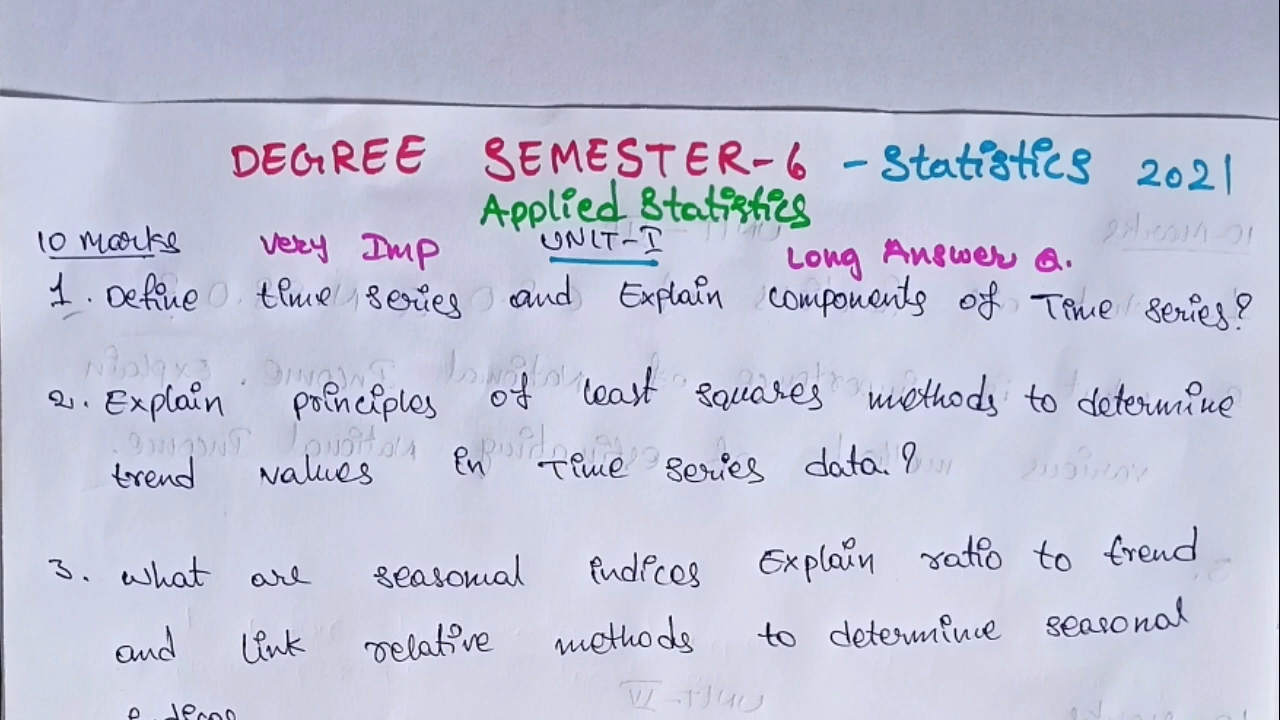 DEGREE SEMESTER-6 - Statistics 2021
Applied Statistics
10 marks Very Imp UNIT-I Long Answer Q.
1. Define time series and Explain components of Time series?
2. Explain principles of least squares methods to determine
trend values in Time series data.?
3. what are seasonal indices Explain ratio to trend
and link relative methods to determine seasonal